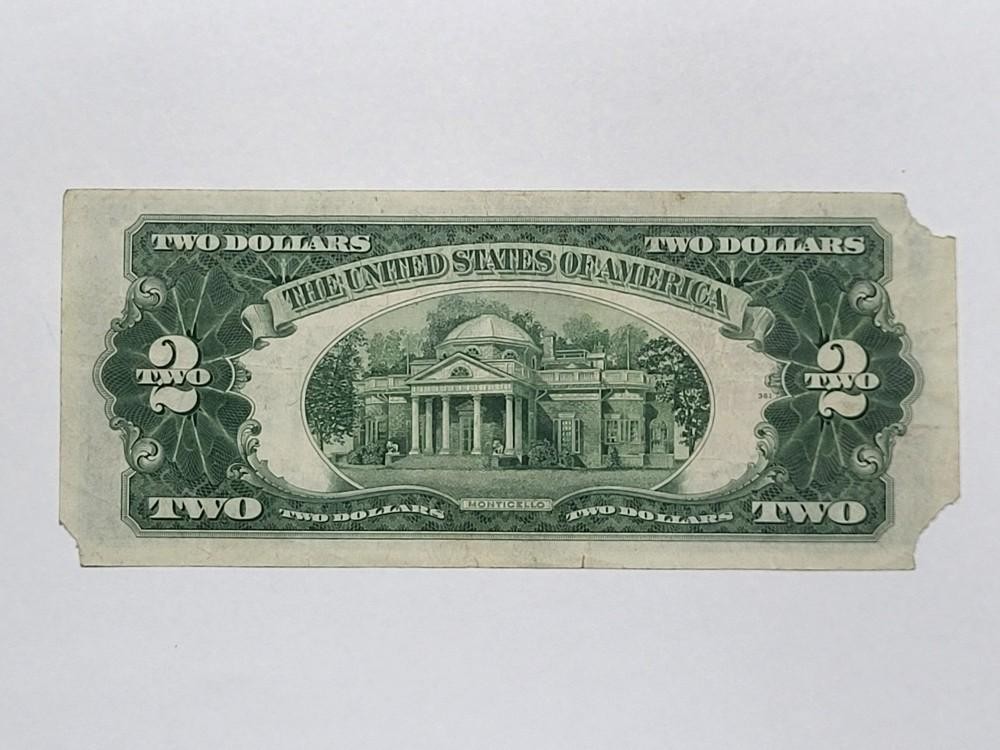 TWO DOLLARS TWO DOLLARS
THE UNITED STATES OF AMERICA
2 2
TWO TWO
MONTICELLO
TWO TWO DOLLARS TWO DOLLARS TWO